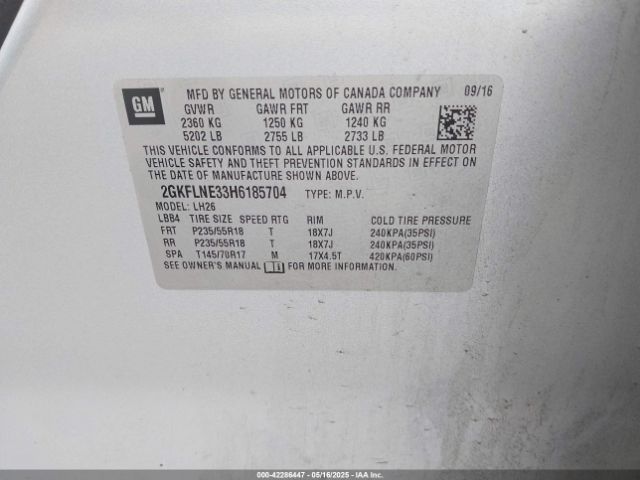 GM
MFD BY GENERAL MOTORS OF CANADA COMPANY 09/16
GVWR GAWR FRT GAWR RR
2360 KG 1250 KG 1240 KG
5202 LB 2755 LB 2733 LB
THIS VEHICLE CONFORMS TO ALL APPLICABLE U.S. FEDERAL MOTOR
VEHICLE SAFETY AND THEFT PREVENTION STANDARDS IN EFFECT ON
THE DATE OF MANUFACTURE SHOWN ABOVE.
2GKFLNE33H6185704 TYPE: M.P.V.
MODEL: LH26
LBB4 TIRE SIZE SPEED RTG RIM COLD TIRE PRESSURE
FRT P235/55R18 T 18X7J 240KPA(35PSI)
RR P235/55R18 T 18X7J 240KPA(35PSI)
SPA T145/70R17 M 17X4.5T 420KPA(60PSI)
SEE OWNER'S MANUAL FOR MORE INFORMATION.
000-42286447 - 05/16/2025 - IAA Inc.